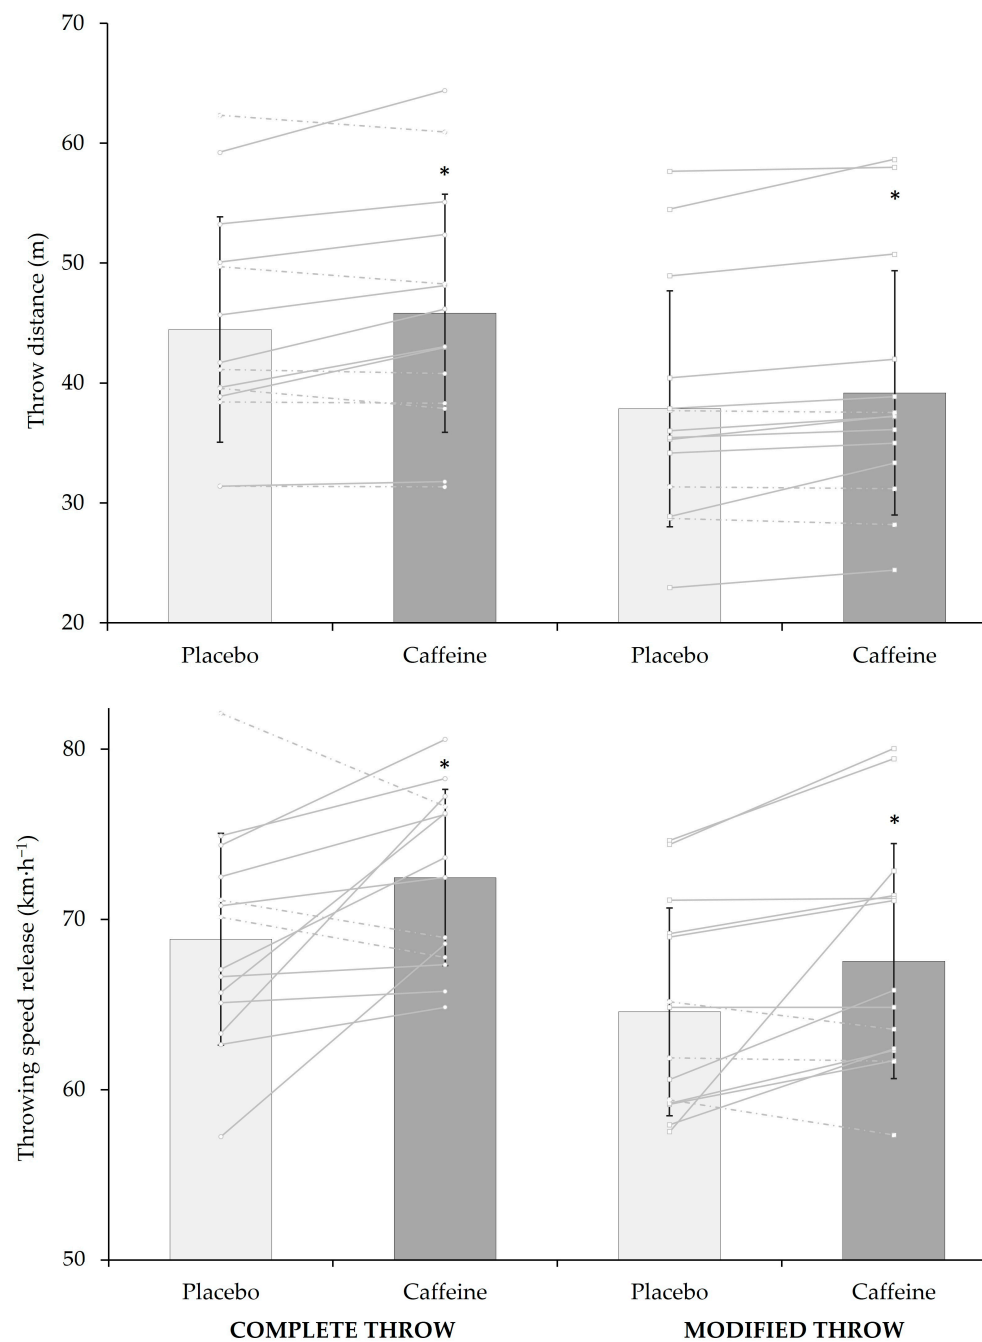 70
60
50
40
30
20
Throw distance (m)
*
*
Placebo Caffeine Placebo Caffeine
80
70
60
50
Throwing speed release (km·h⁻¹)
*
*
Placebo Caffeine Placebo Caffeine
COMPLETE THROW MODIFIED THROW